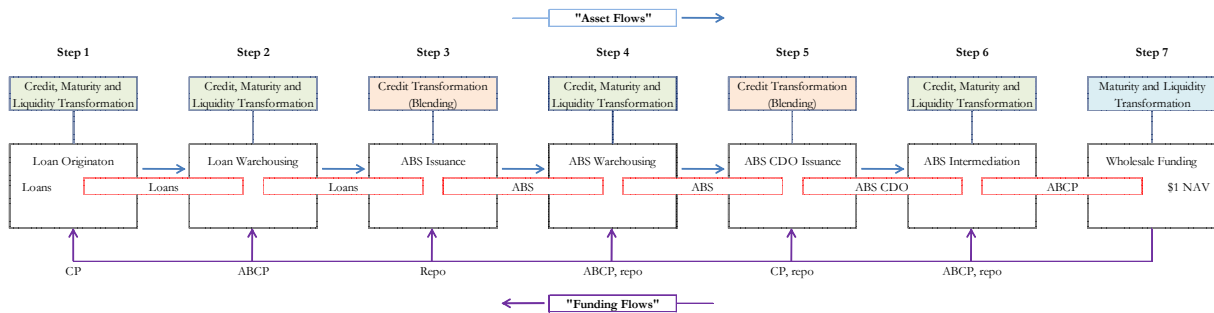 "Asset Flows"
Step 1 Step 2 Step 3 Step 4 Step 5 Step 6 Step 7
Credit, Maturity and
Liquidity Transformation
Credit, Maturity and
Liquidity Transformation
Credit Transformation
(Blending)
Credit, Maturity and
Liquidity Transformation
Credit Transformation
(Blending)
Credit, Maturity and
Liquidity Transformation
Maturity and Liquidity
Transformation
Loan Originaton
Loan Warehousing
ABS Issuance
ABS Warehousing
ABS CDO Issuance
ABS Intermediation
Wholesale Funding
Loans Loans Loans ABS ABS ABS CDO ABCP $1 NAV
CP ABCP Repo ABCP, repo CP, repo ABCP, repo
"Funding Flows"